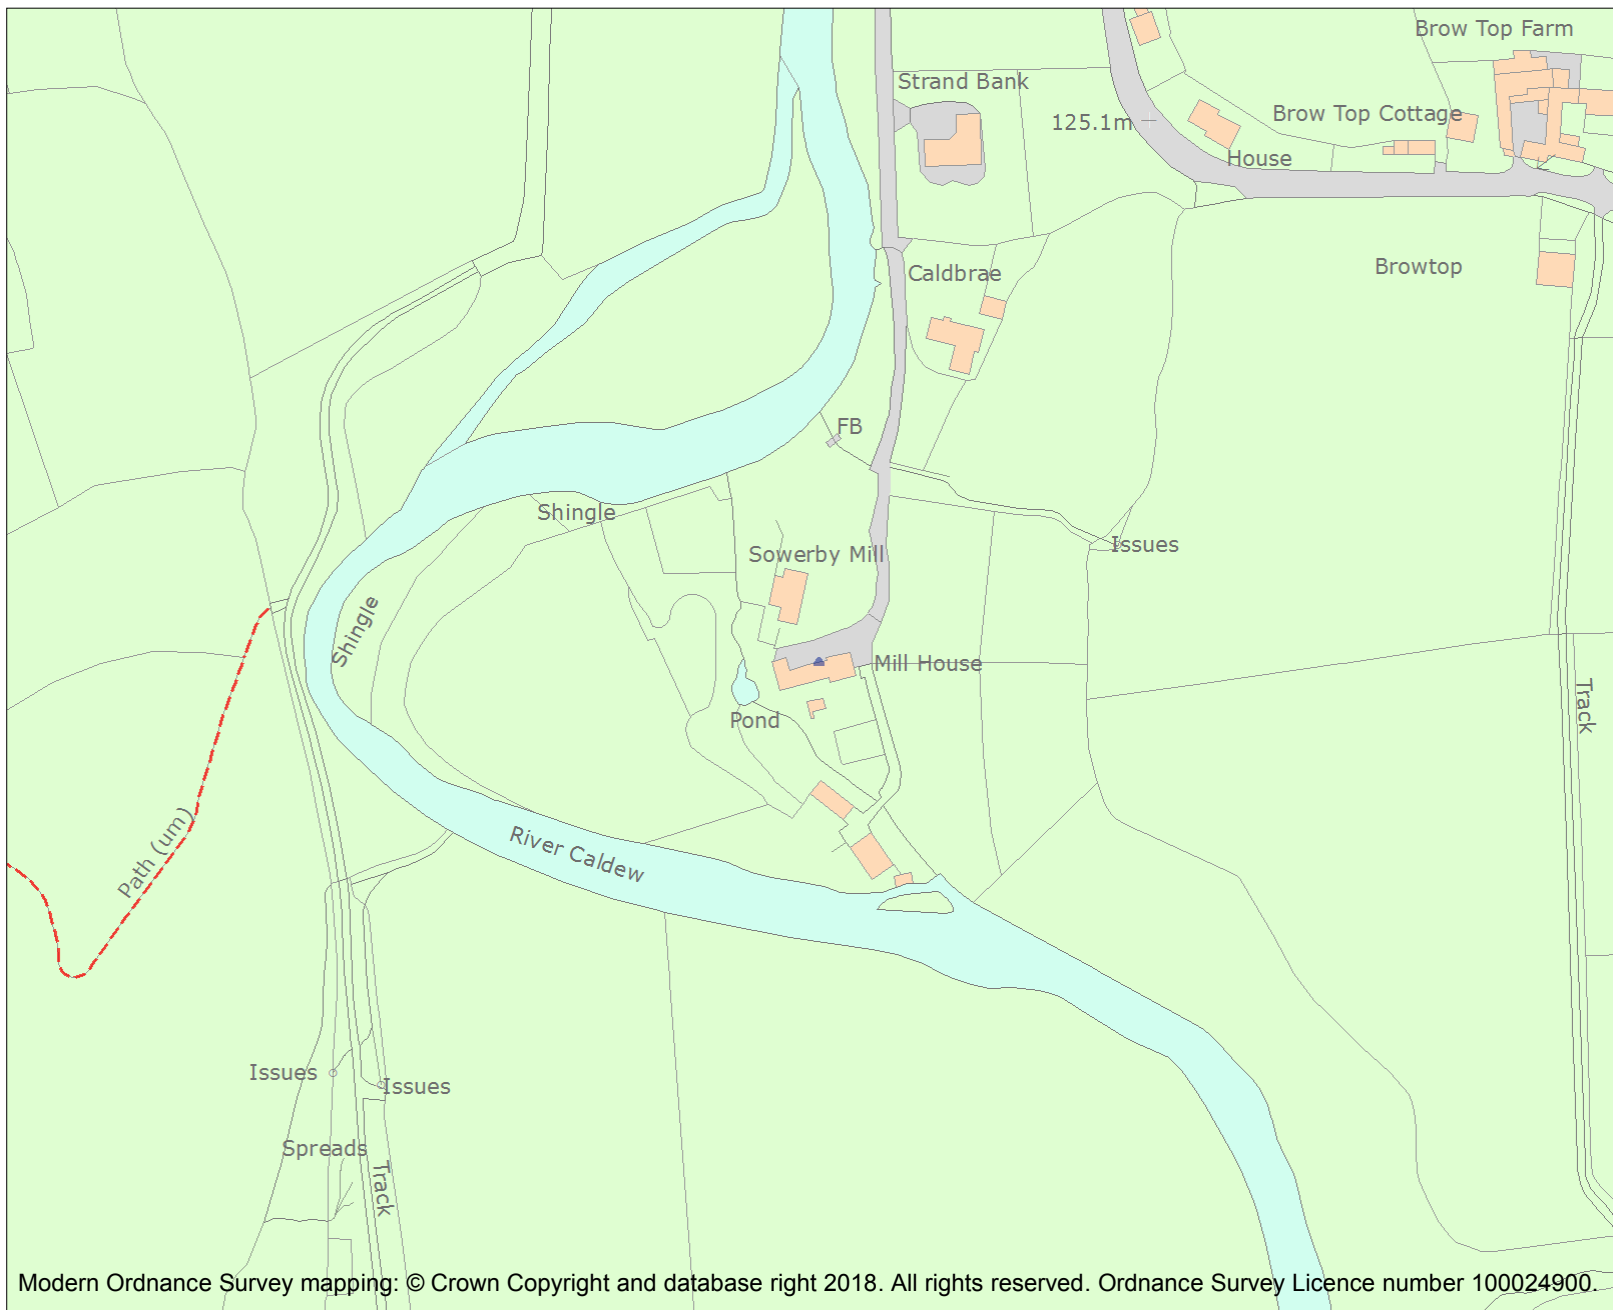 Brow Top Farm
Strand Bank
Brow Top Cottage
125.1m
House
Browtop
Caldbrae
FB
Shingle
Issues
Sowerby Mill
Shingle
Mill House
Track
Pond
Path (um)
River Caldew
Issues
Issues
Spreads
Track
Modern Ordnance Survey mapping: © Crown Copyright and database right 2018. All rights reserved. Ordnance Survey Licence number 100024900.